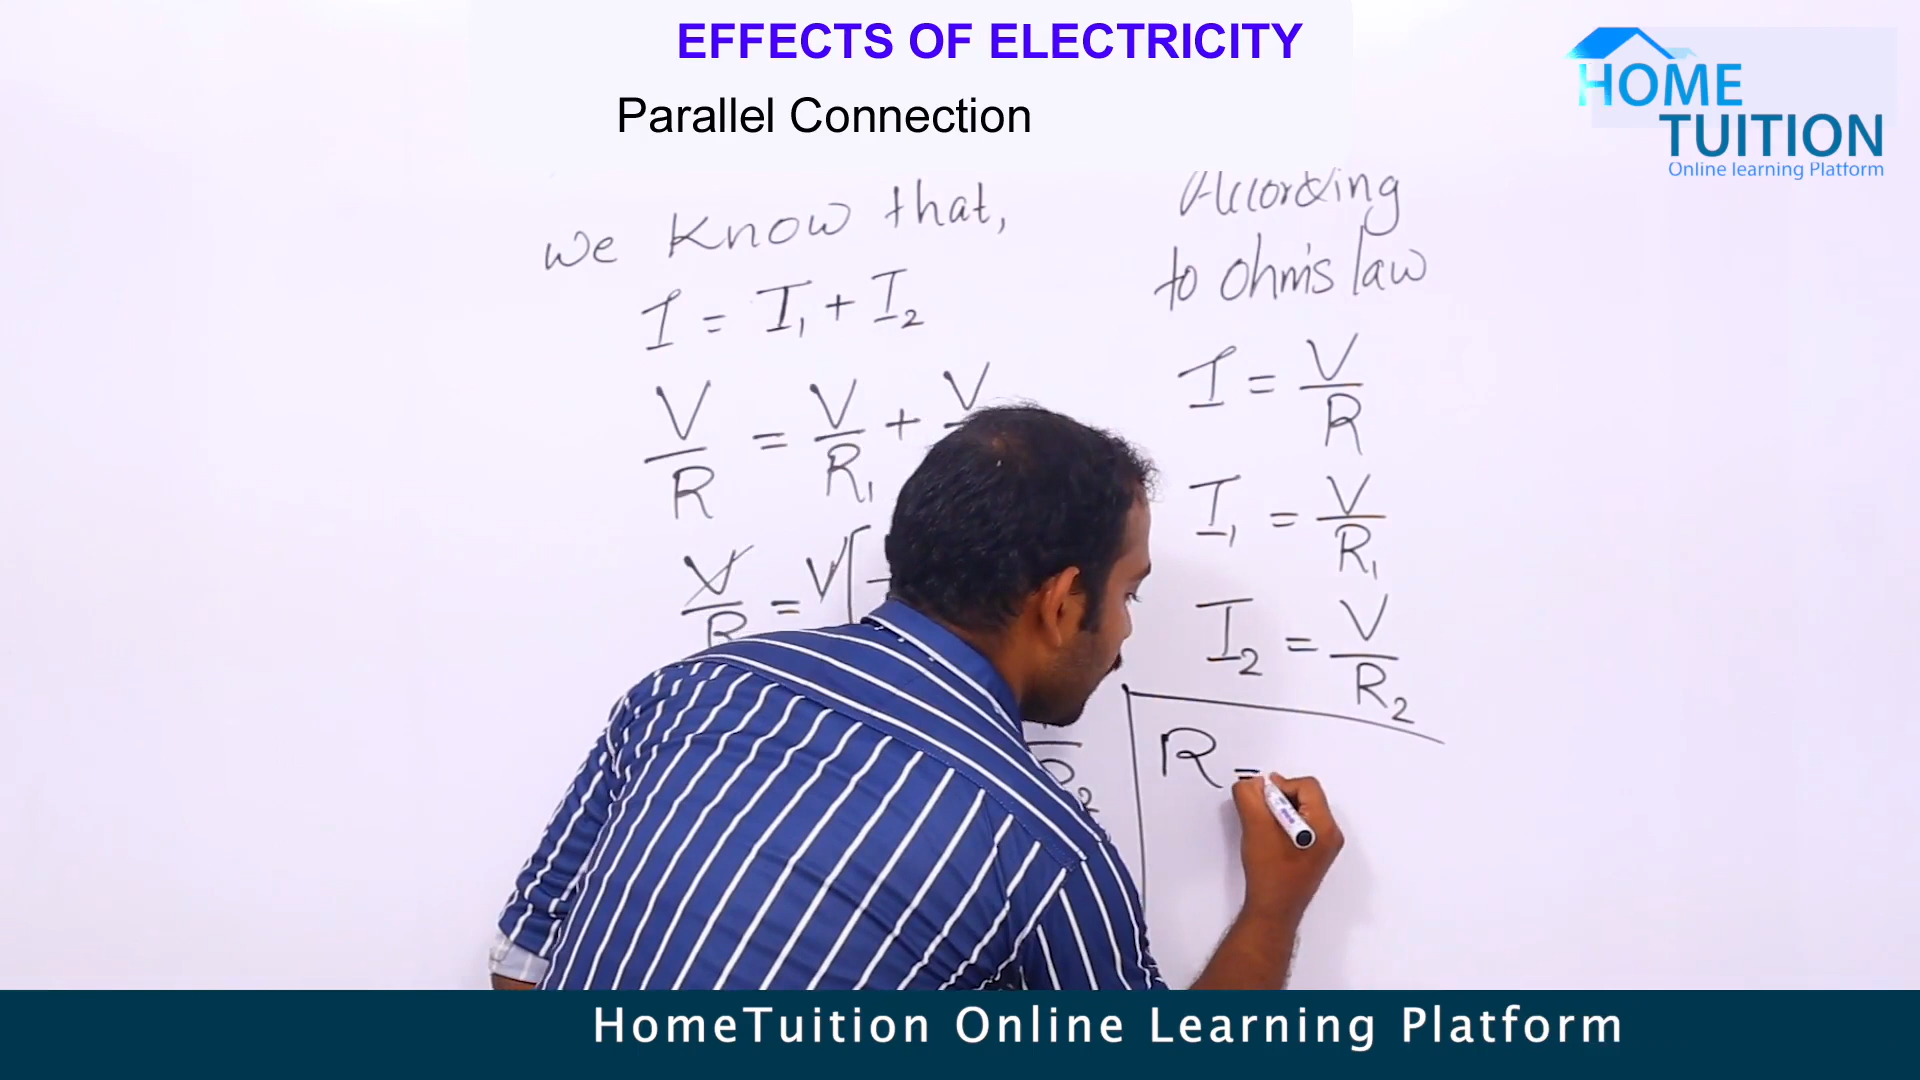 EFFECTS OF ELECTRICITY
Parallel Connection
HOME
TUITION
Online learning Platform
we know that,
I = I₁ + I₂
V/R = V/R₁ + V
V/R = V[
R₂
According
to ohm's law
I = V/R
I₁ = V/R₁
I₂ = V/R₂
R =
HomeTuition Online Learning Platform